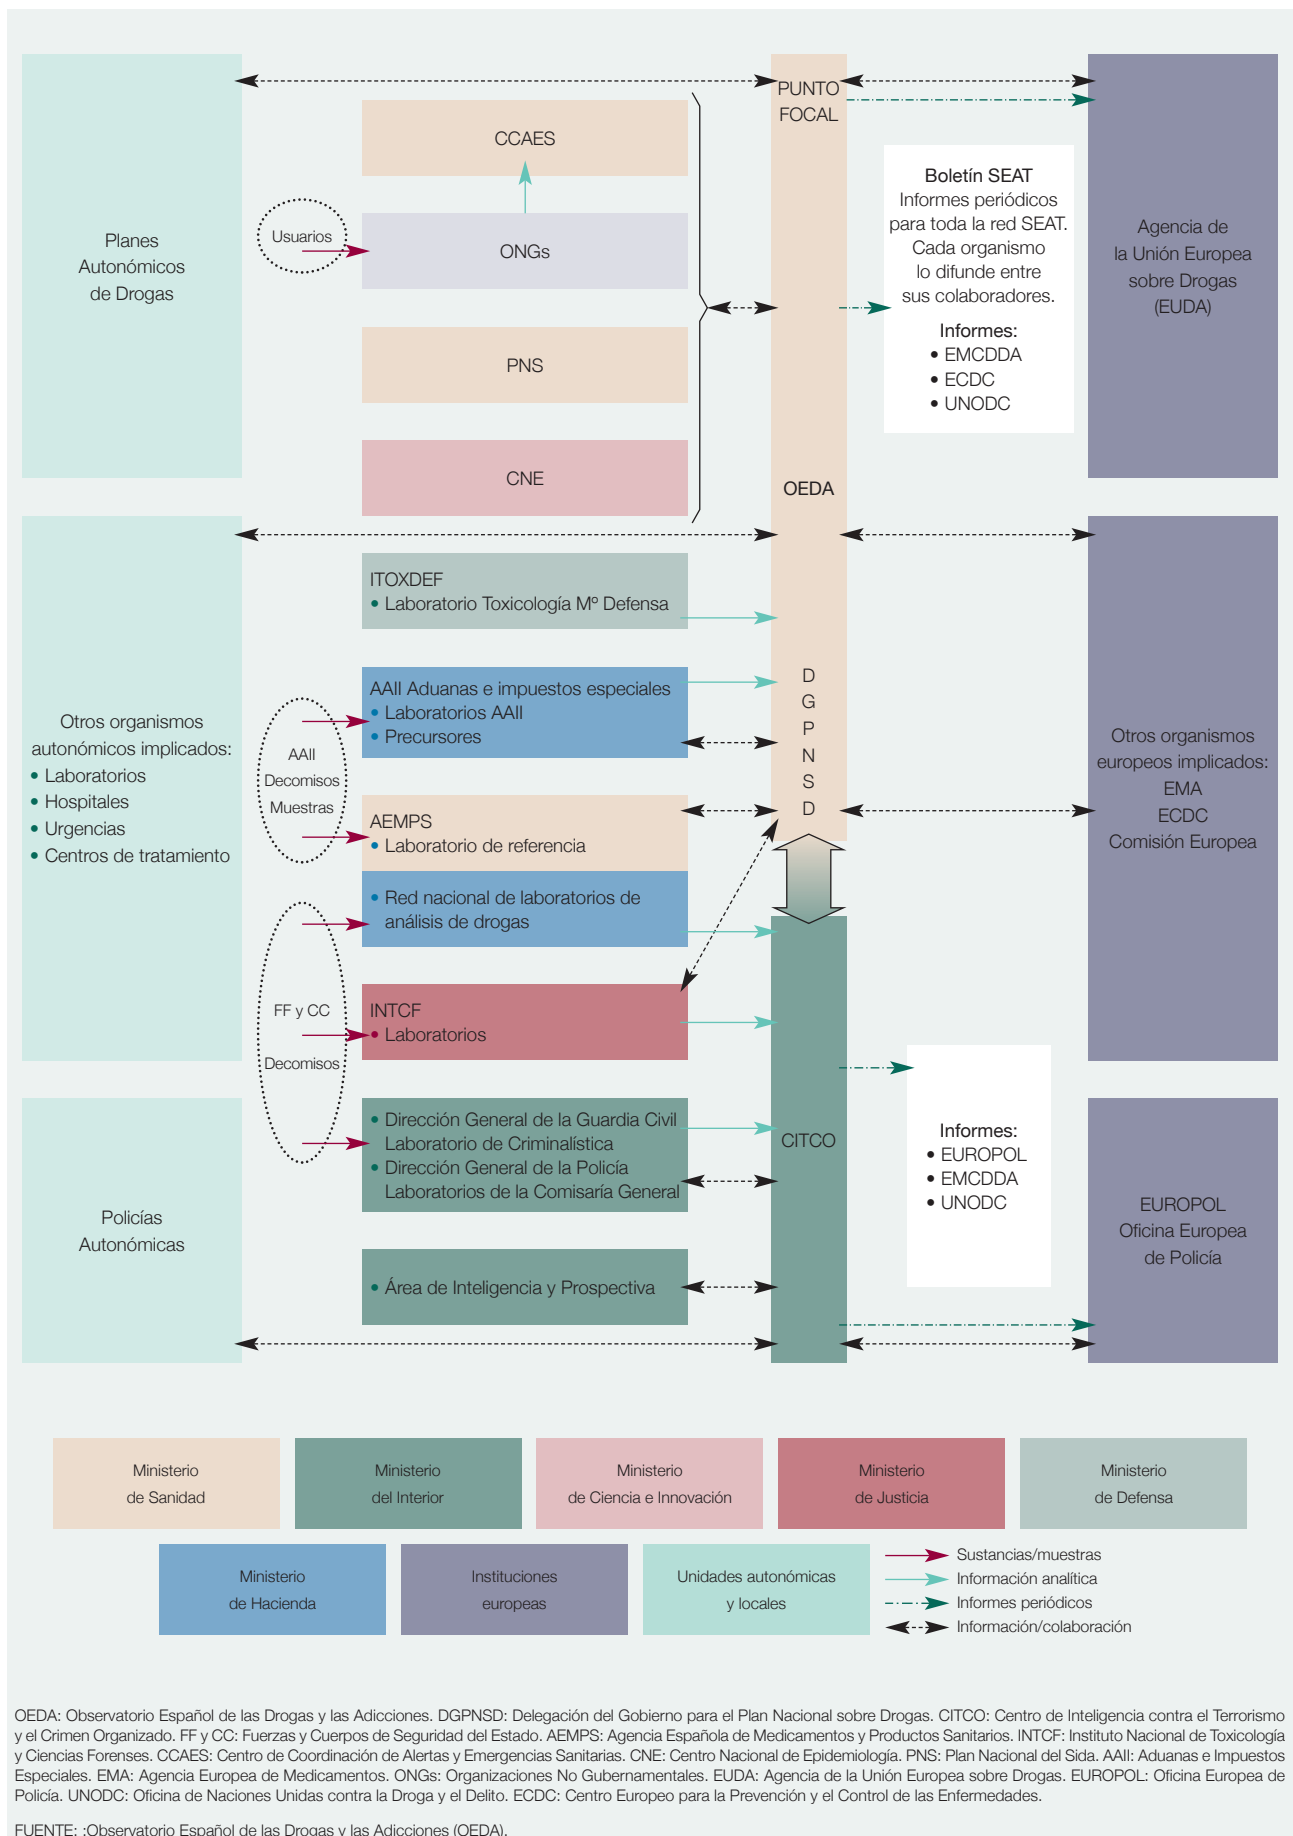 PUNTO
FOCAL
CCAES
Usuarios
ONGs
PNS
CNE
Planes
Autonómicos
de Drogas
Boletín SEAT
Informes periódicos
para toda la red SEAT.
Cada organismo
lo difunde entre
sus colaboradores.
Informes:
• EMCDDA
• ECDC
• UNODC
Agencia de
la Unión Europea
sobre Drogas
(EUDA)
OEDA
ITOXDEF
• Laboratorio Toxicología Mº Defensa
AAII Aduanas e impuestos especiales
• Laboratorios AAII
• Precursores
D
G
P
N
S
D
Otros organismos
autonómicos implicados:
• Laboratorios
• Hospitales
• Urgencias
• Centros de tratamiento
AAII
Decomisos
Muestras
AEMPS
• Laboratorio de referencia
• Red nacional de laboratorios de
análisis de drogas
Otros organismos
europeos implicados:
EMA
ECDC
Comisión Europea
FF y CC
Decomisos
INTCF
• Laboratorios
• Dirección General de la Guardia Civil
Laboratorio de Criminalística
• Dirección General de la Policía
Laboratorios de la Comisaría General
CITCO
Informes:
• EUROPOL
• EMCDDA
• UNODC
Policías
Autonómicas
• Área de Inteligencia y Prospectiva
EUROPOL
Oficina Europea
de Policía
Ministerio
de Sanidad
Ministerio
del Interior
Ministerio
de Ciencia e Innovación
Ministerio
de Justicia
Ministerio
de Defensa
Ministerio
de Hacienda
Instituciones
europeas
Unidades autonómicas
y locales
Sustancias/muestras
Información analítica
Informes periódicos
Información/colaboración
OEDA: Observatorio Español de las Drogas y las Adicciones. DGPNSD: Delegación del Gobierno para el Plan Nacional sobre Drogas. CITCO: Centro de Inteligencia contra el Terrorismo
y el Crimen Organizado. FF y CC: Fuerzas y Cuerpos de Seguridad del Estado. AEMPS: Agencia Española de Medicamentos y Productos Sanitarios. INTCF: Instituto Nacional de Toxicología
y Ciencias Forenses. CCAES: Centro de Coordinación de Alertas y Emergencias Sanitarias. CNE: Centro Nacional de Epidemiología. PNS: Plan Nacional del Sida. AAII: Aduanas e Impuestos
Especiales. EMA: Agencia Europea de Medicamentos. ONGs: Organizaciones No Gubernamentales. EUDA: Agencia de la Unión Europea sobre Drogas. EUROPOL: Oficina Europea de
Policía. UNODC: Oficina de Naciones Unidas contra la Droga y el Delito. ECDC: Centro Europeo para la Prevención y el Control de las Enfermedades.
FUENTE: :Observatorio Español de las Drogas y las Adicciones (OEDA).